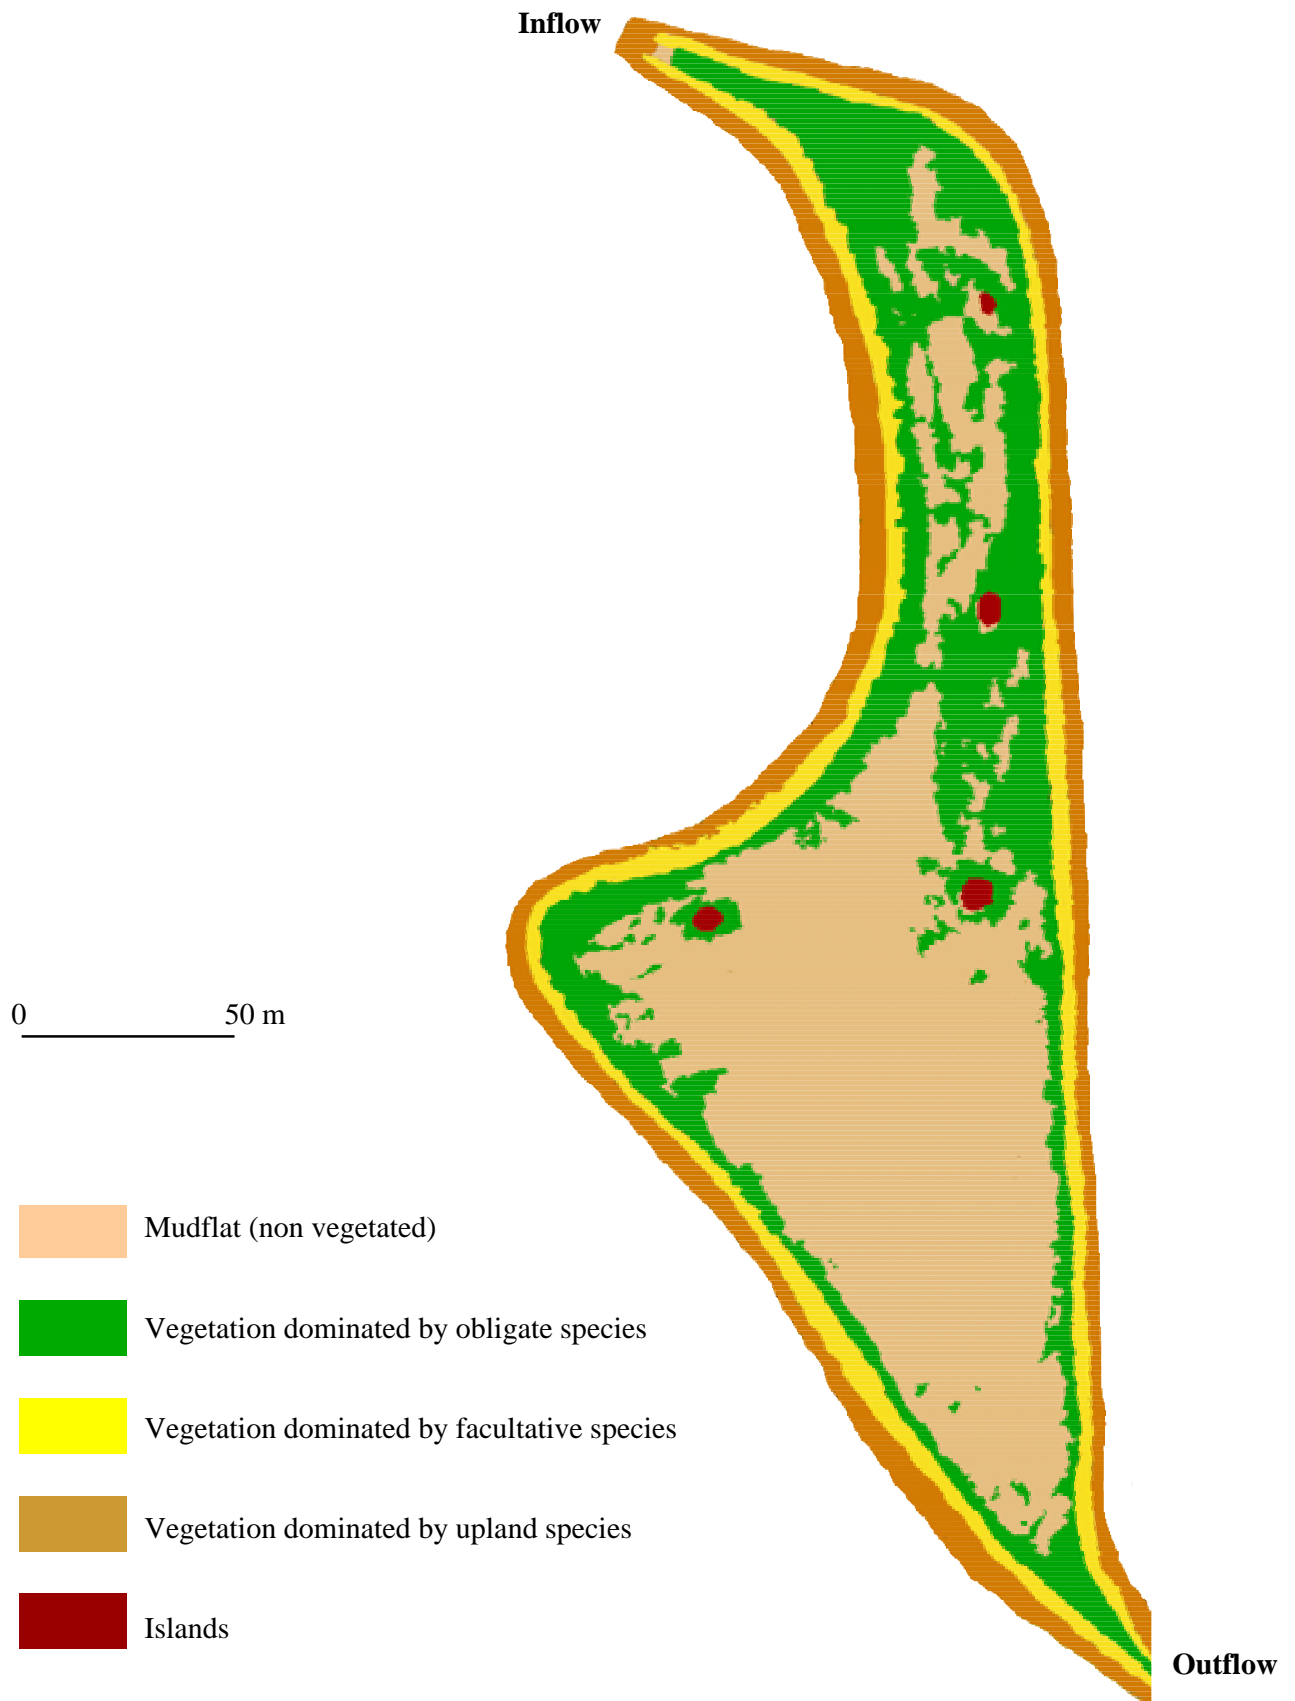 Inflow
0 50 m
Mudflat (non vegetated)
Vegetation dominated by obligate species
Vegetation dominated by facultative species
Vegetation dominated by upland species
Islands
Outflow